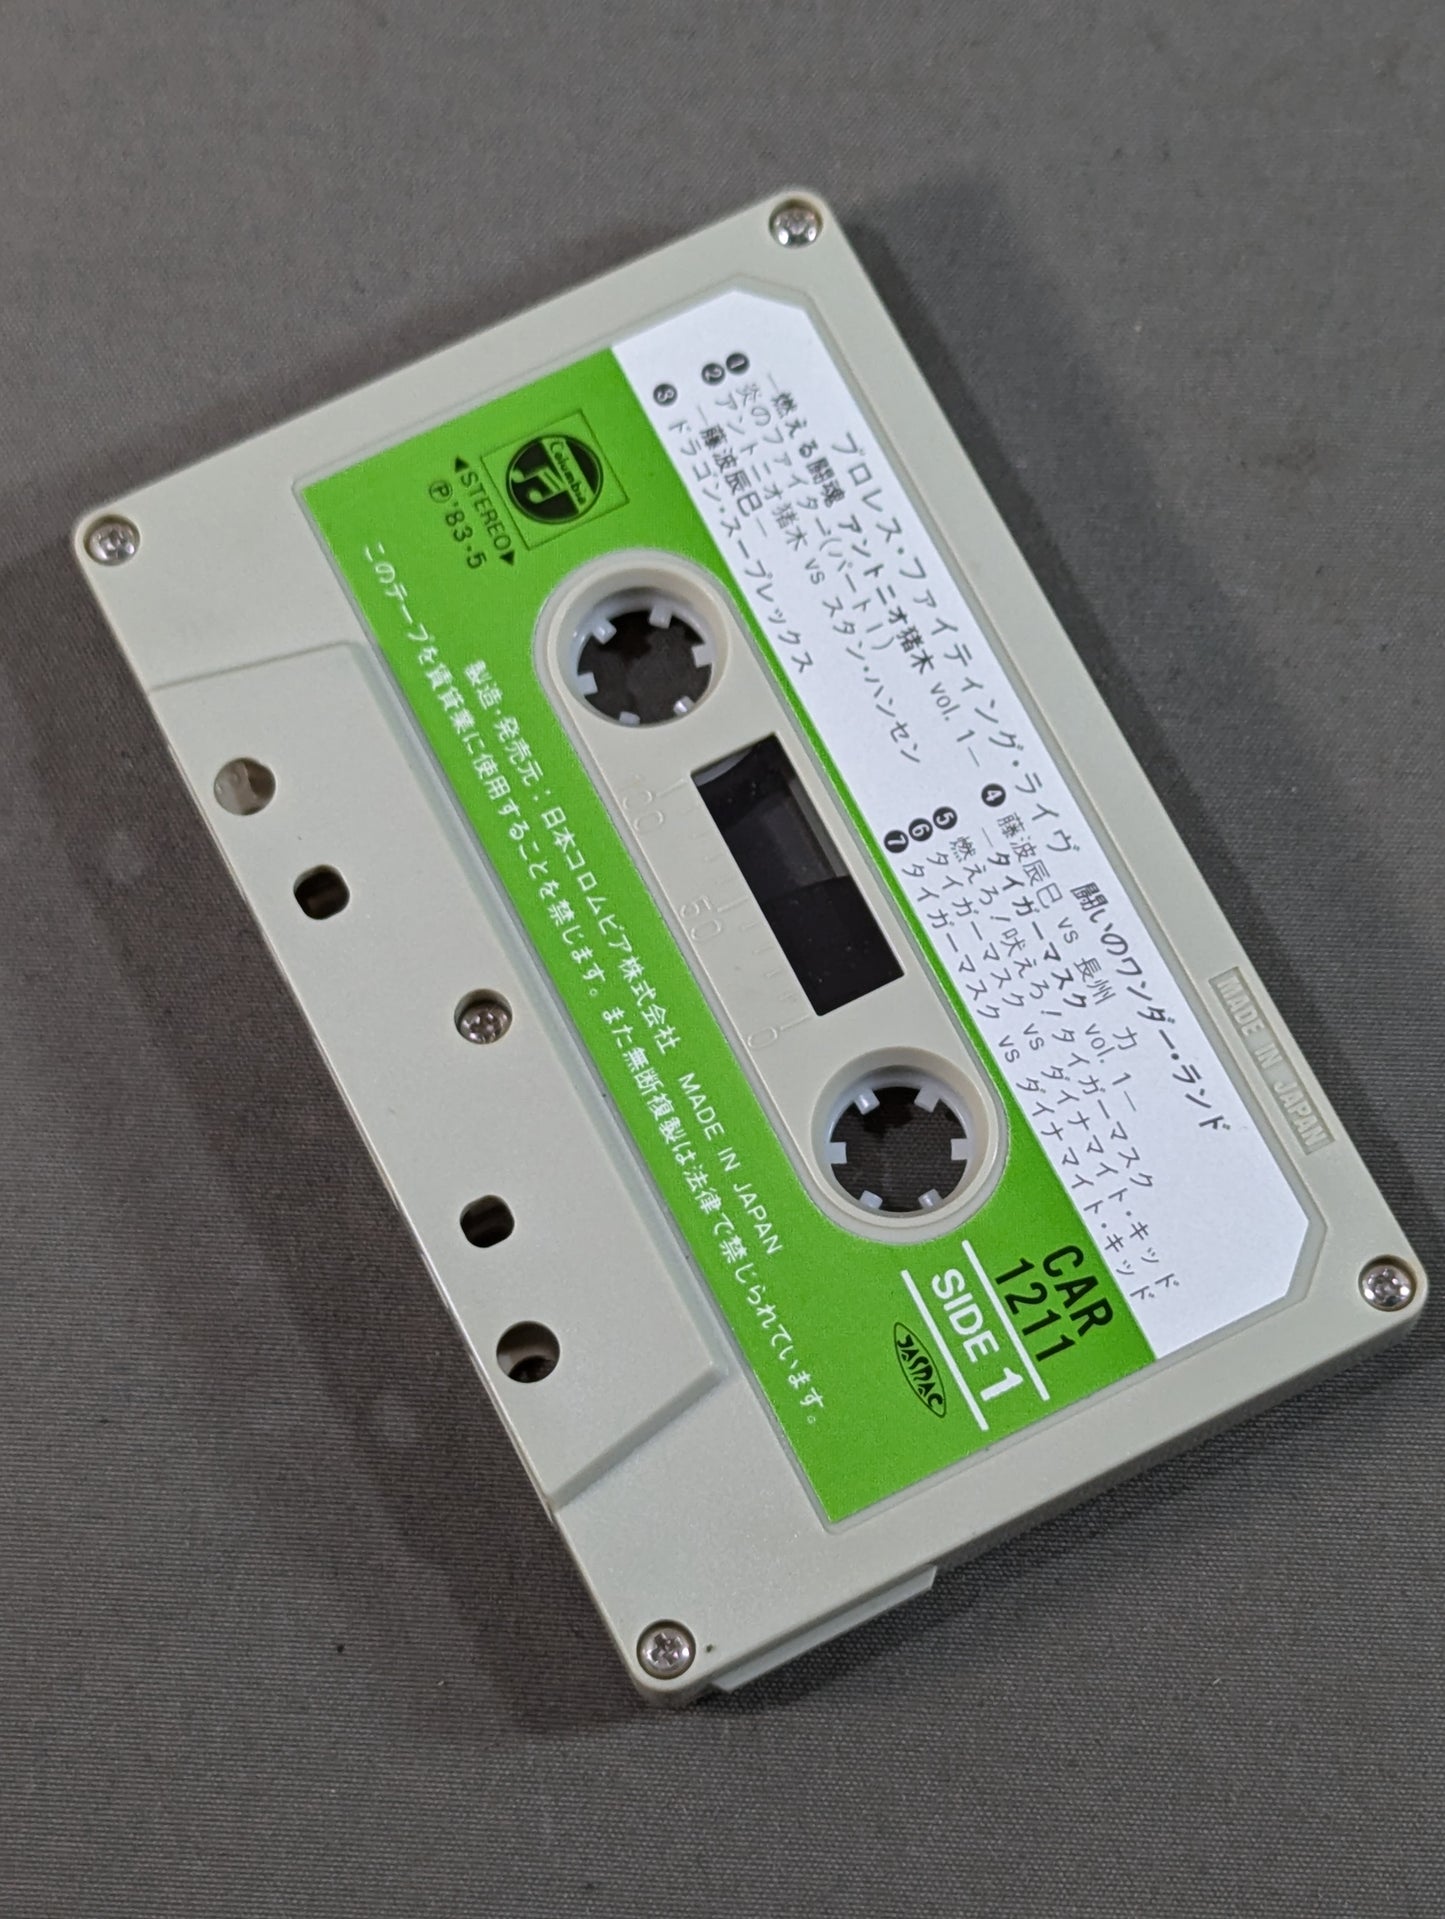 プロレス・ファイティング・ライヴ 闘いのワンダー・ランド
―燃える闘魂 アントニオ猪木 vol. 1―
❶ 炎のファイター(パートI)
❷ アントニオ猪木 vs スタン・ハンセン
―藤波辰巳―
❸ ドラゴン・スープレックス
❹ 藤波辰巳 vs 長州 力
―タイガーマスク vol. 1―
❺ 燃えろ!吠えろ!タイガーマスク
❻ タイガーマスク vs ダイナマイト・キッド
❼ タイガーマスク vs ダイナマイト・キッド
MADE IN JAPAN
Columbia
◀STEREO▶
Ⓟ'83・5
100
50
0
CAR
1211
SIDE 1
JASRAC
製造・発売元:日本コロムビア株式会社 MADE IN JAPAN
このテープを賃貸業に使用することを禁じます。また無断複製は法律で禁じられています。